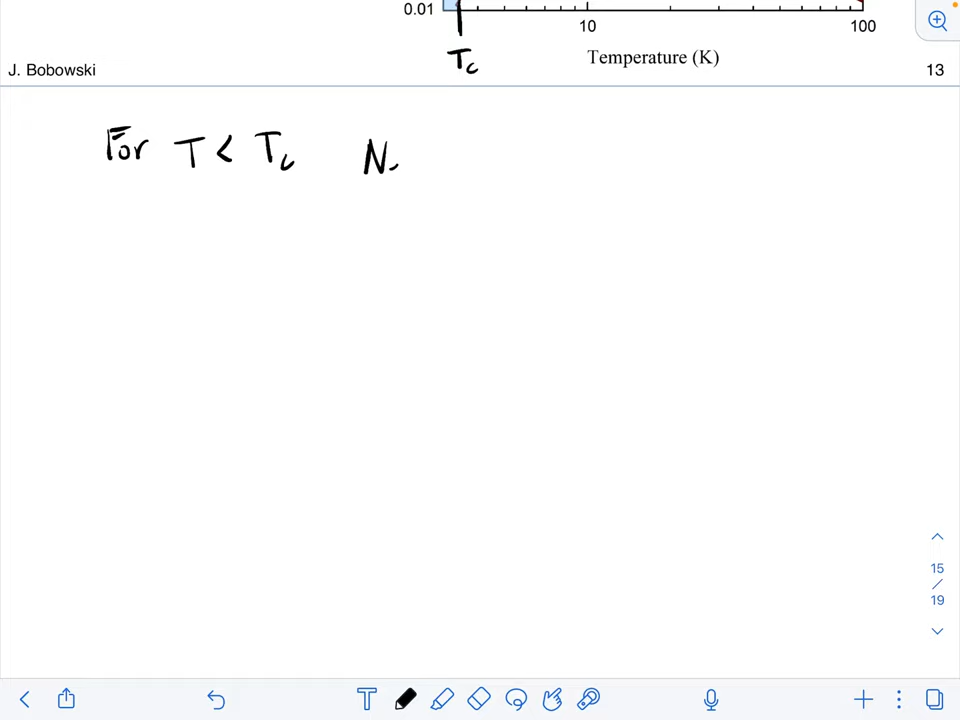 0.01
10
100
Tc
Temperature (K)
J. Bobowski
13
For T < Tc N
15
/
19
T